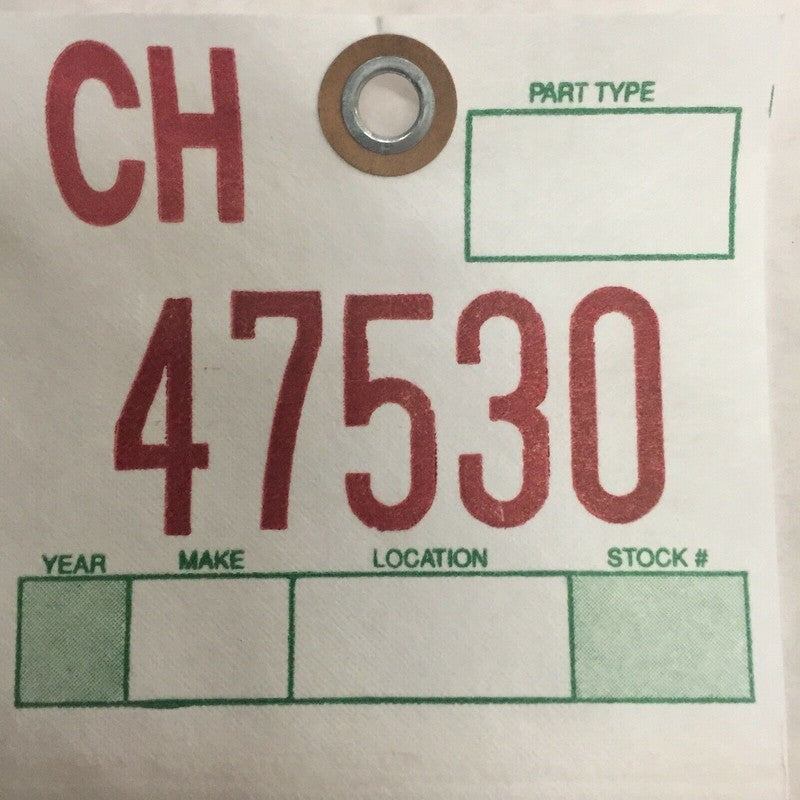 CH
PART TYPE
47530
YEAR MAKE LOCATION STOCK #